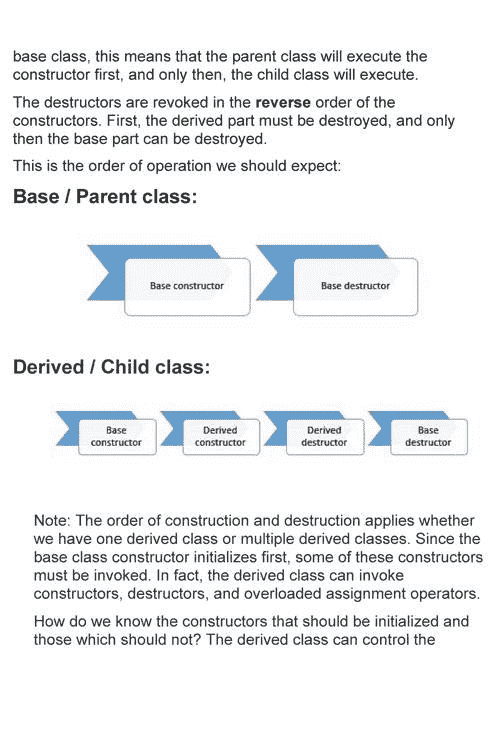 base class, this means that the parent class will execute the
constructor first, and only then, the child class will execute.
The destructors are revoked in the reverse order of the
constructors. First, the derived part must be destroyed, and only
then the base part can be destroyed.
This is the order of operation we should expect:
Base / Parent class:
Base constructor
Base destructor
Derived / Child class:
Base
constructor
Derived
constructor
Derived
destructor
Base
destructor
Note: The order of construction and destruction applies whether
we have one derived class or multiple derived classes. Since the
base class constructor initializes first, some of these constructors
must be invoked. In fact, the derived class can invoke
constructors, destructors, and overloaded assignment operators.
How do we know the constructors that should be initialized and
those which should not? The derived class can control the